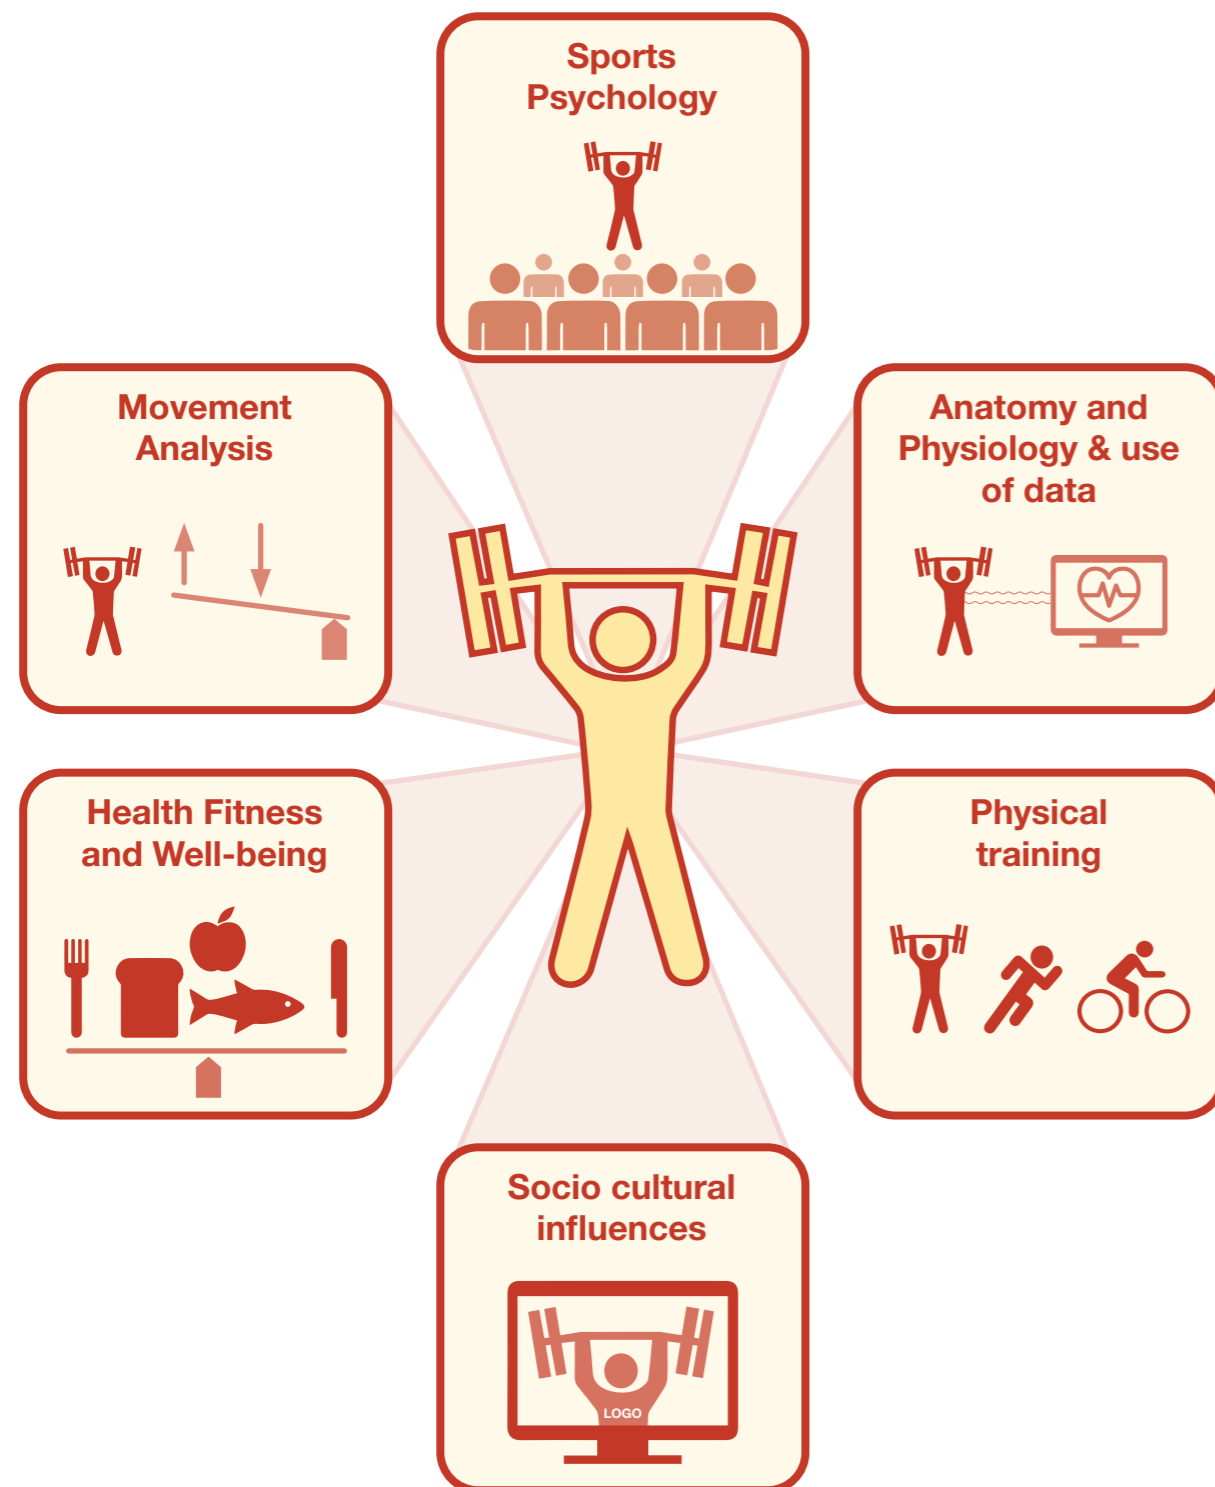 Sports
Psychology
Movement
Analysis
Anatomy and
Physiology & use
of data
Health Fitness
and Well-being
Physical
training
Socio cultural
influences
LOGO